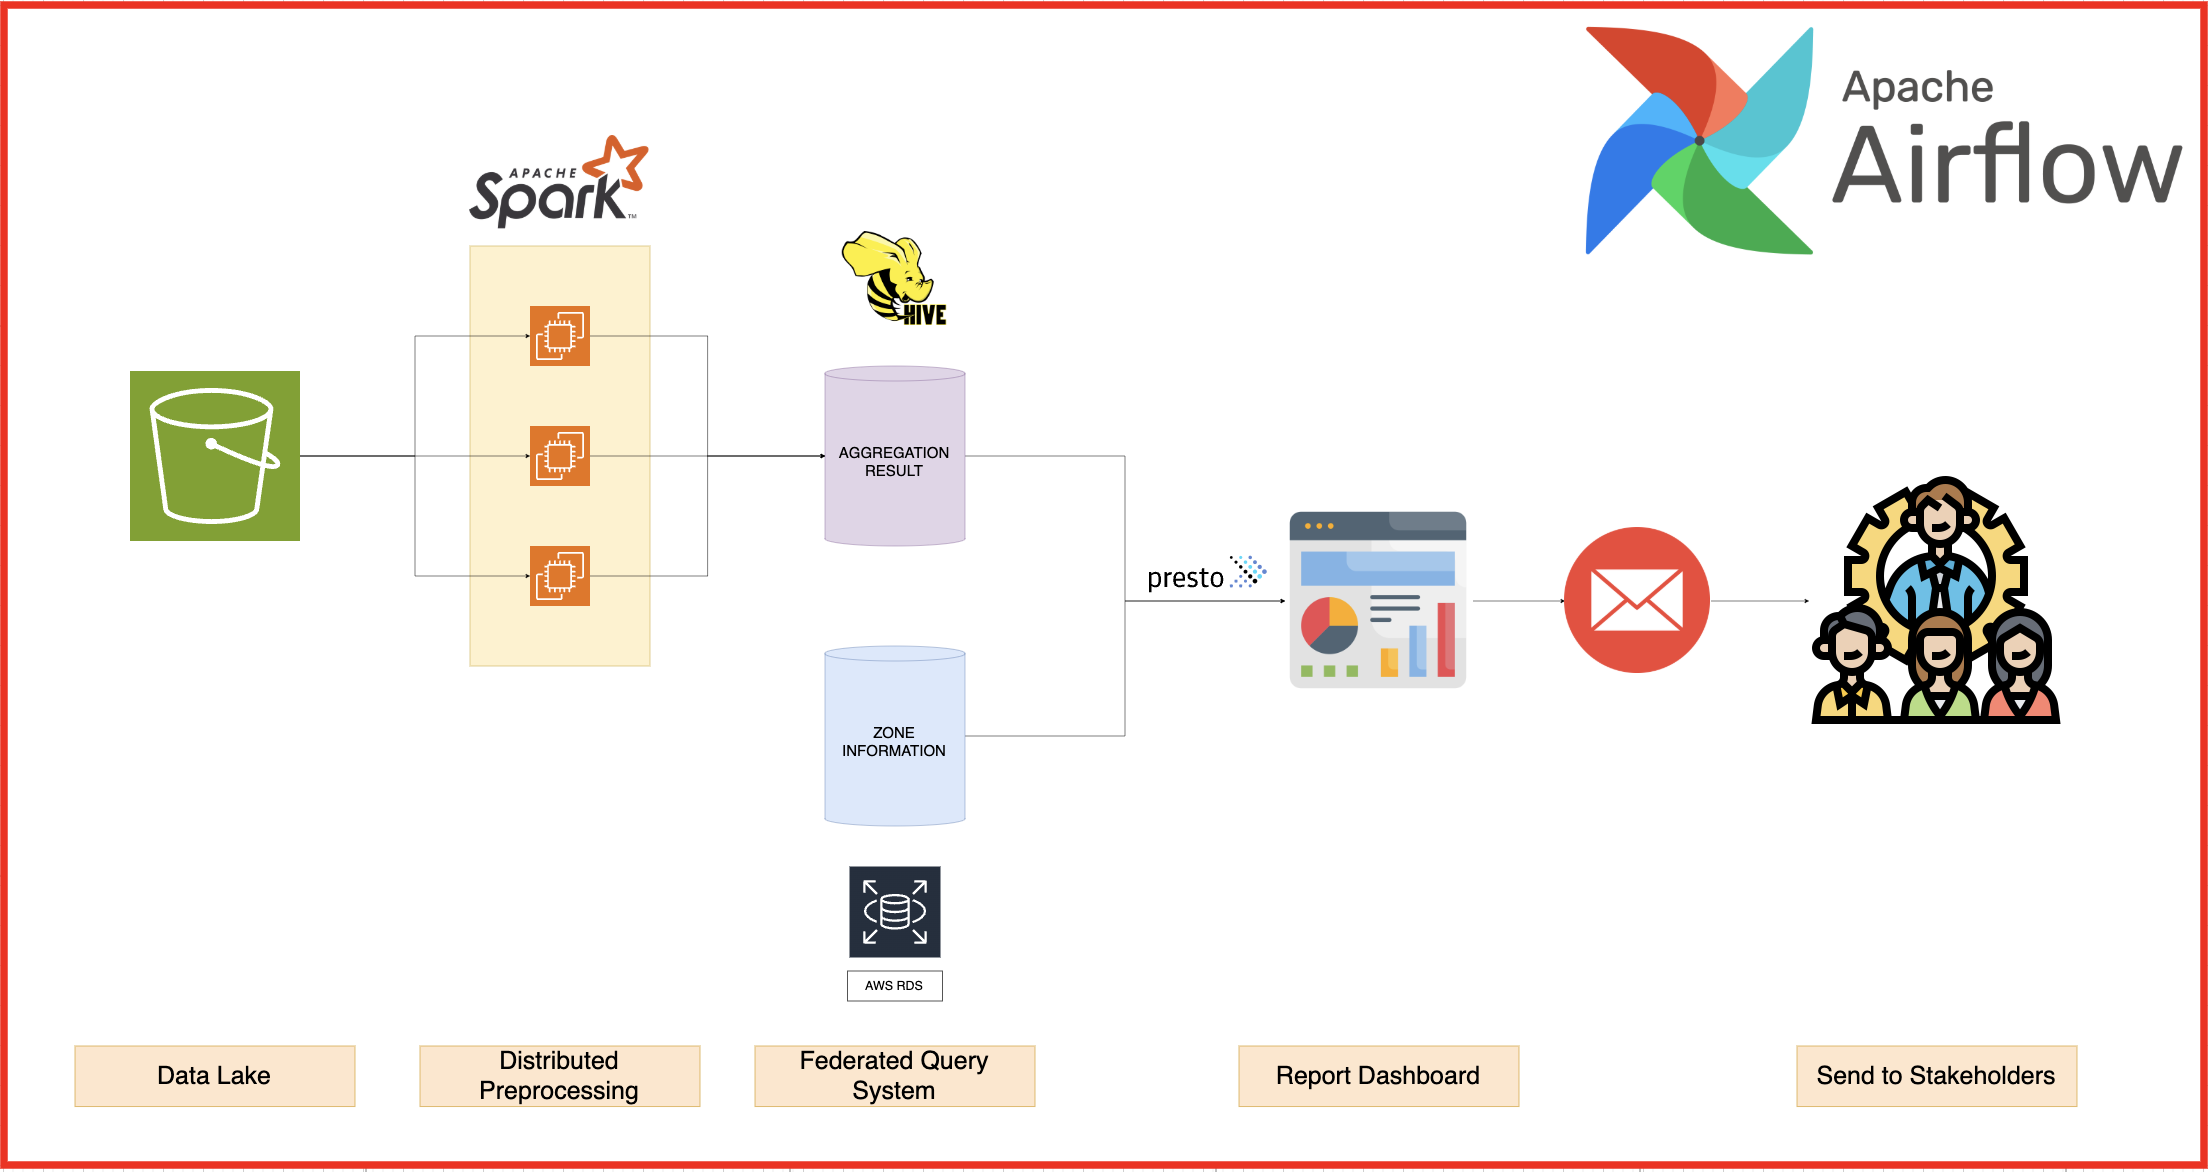 Apache
Airflow
APACHE
Spark™
HIVE
AGGREGATION
RESULT
presto
ZONE
INFORMATION
AWS RDS
Data Lake
Distributed
Preprocessing
Federated Query
System
Report Dashboard
Send to Stakeholders